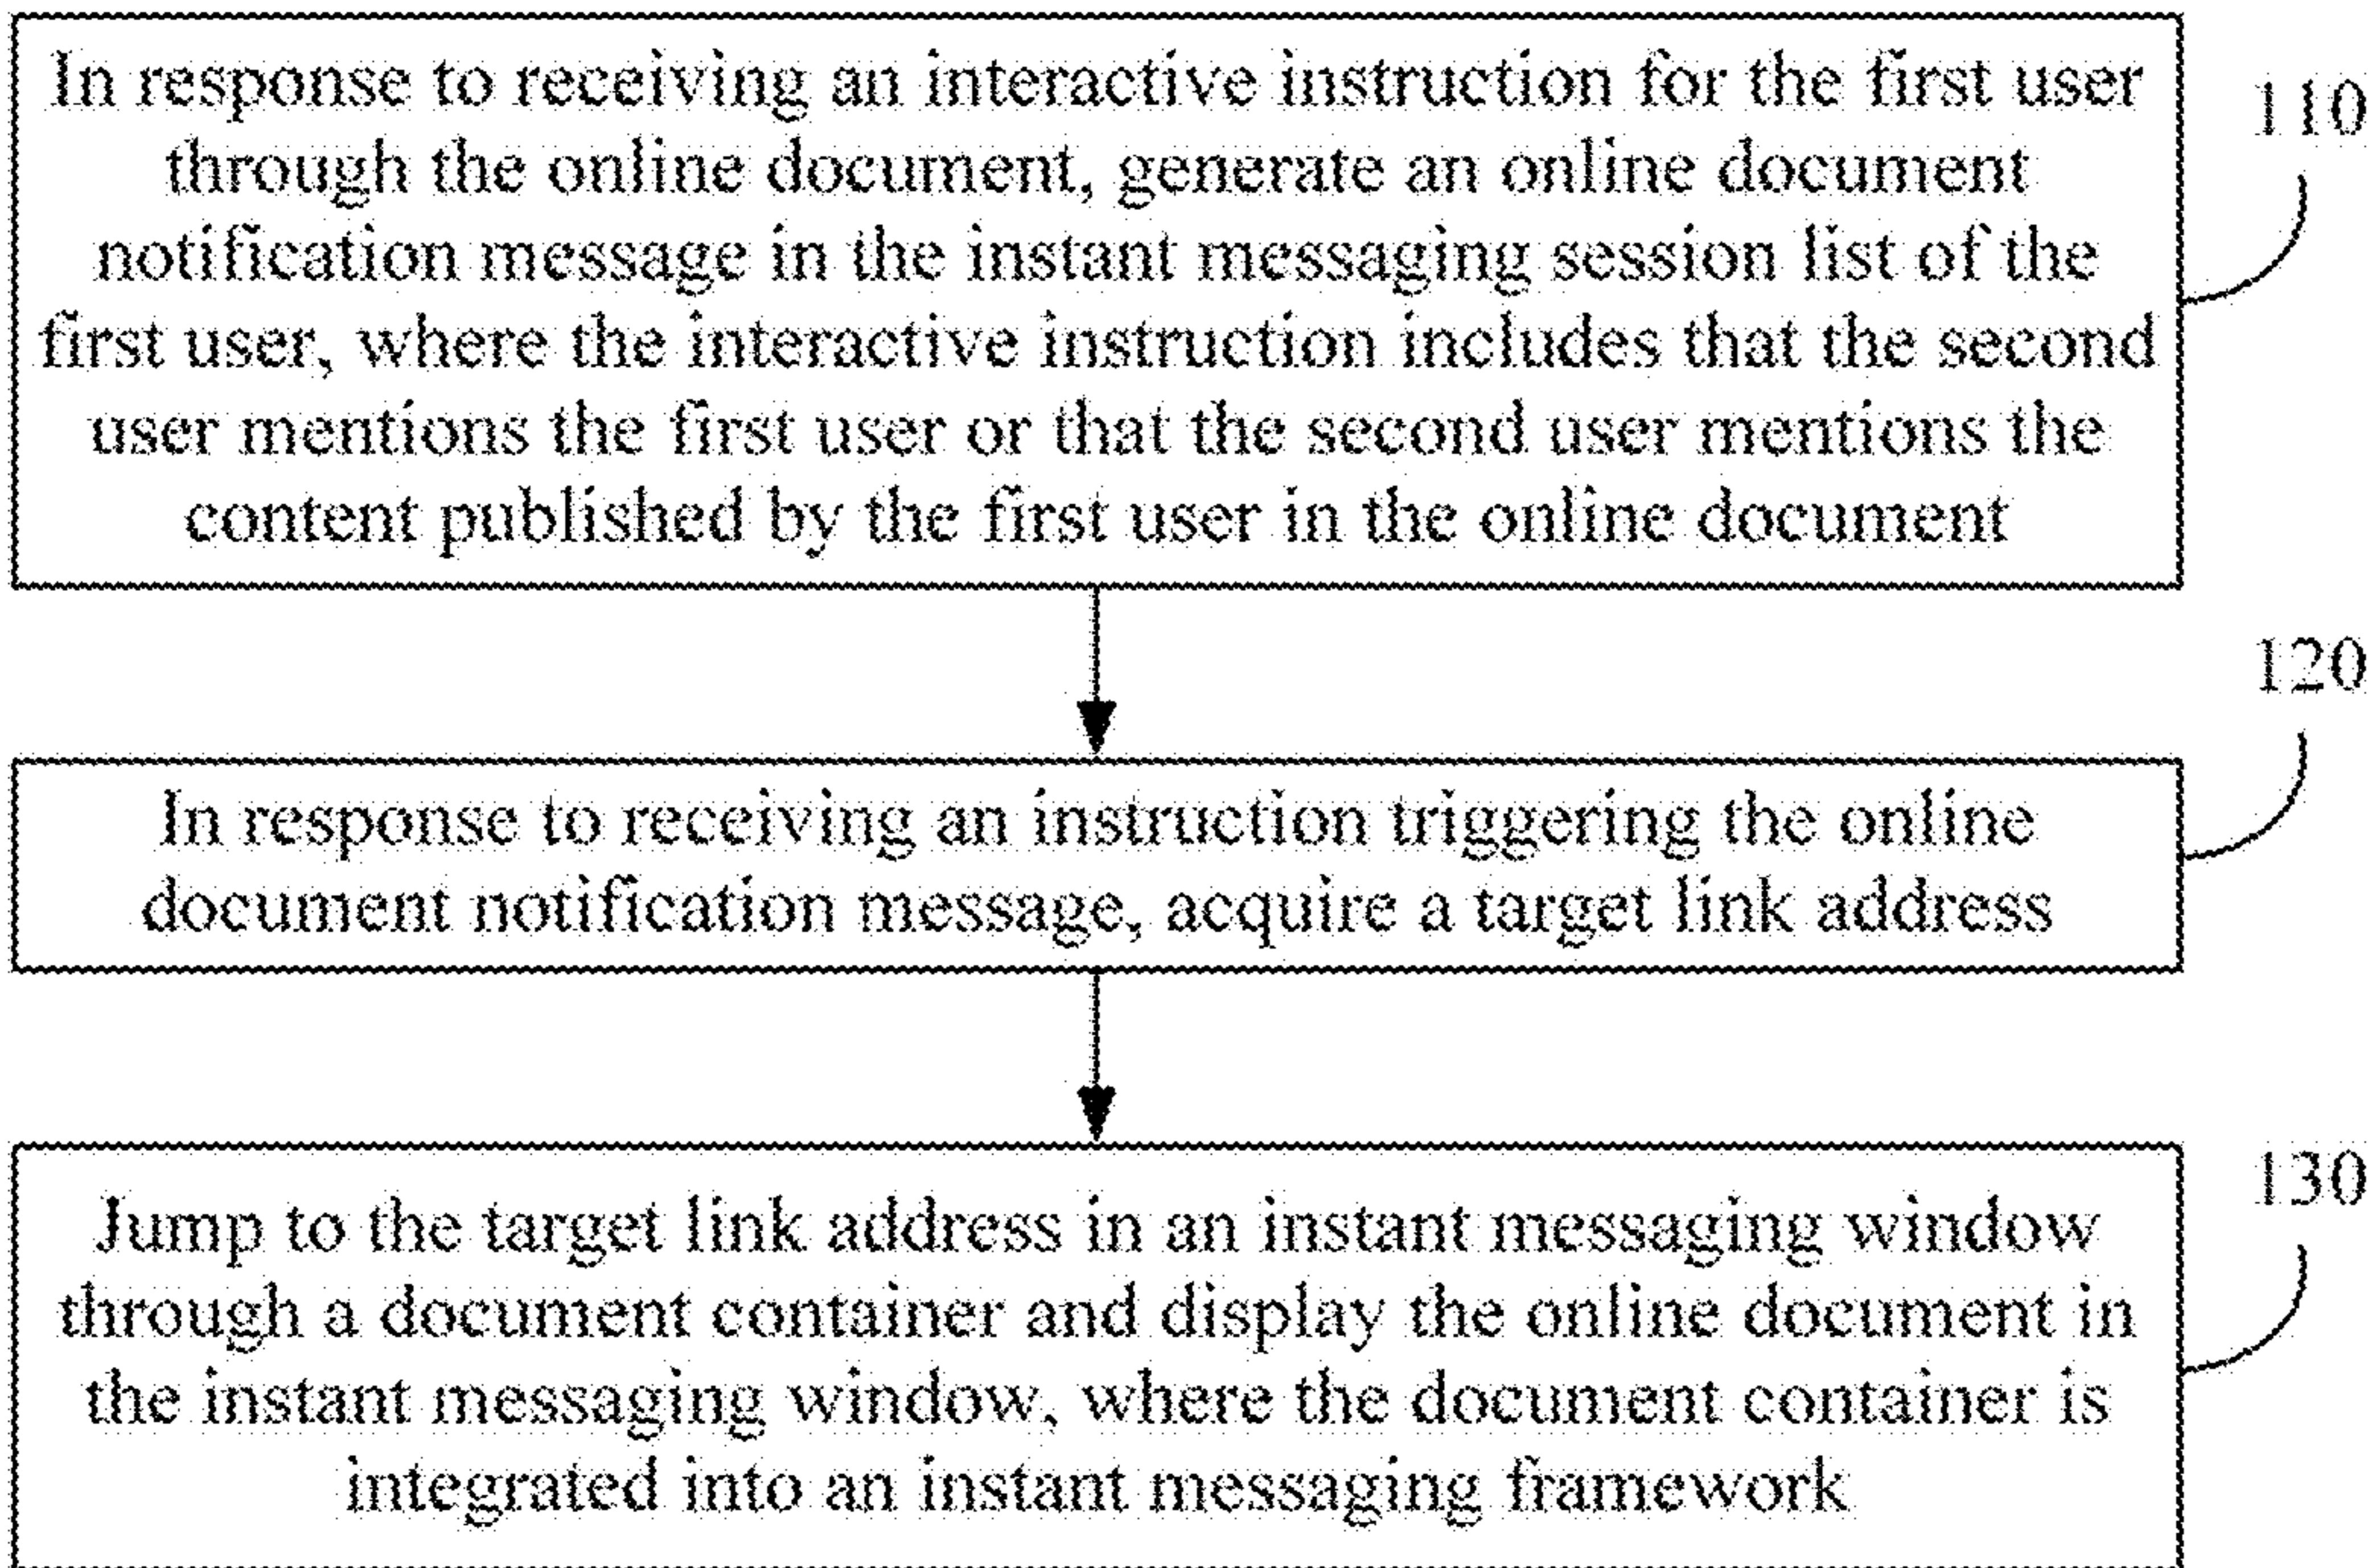 In response to receiving an interactive instruction for the first user
through the online document, generate an online document
notification message in the instant messaging session list of the
first user, where the interactive instruction includes that the second
user mentions the first user or that the second user mentions the
content published by the first user in the online document
110
In response to receiving an instruction triggering the online
document notification message, acquire a target link address
120
Jump to the target link address in an instant messaging window
through a document container and display the online document in
the instant messaging window, where the document container is
integrated into an instant messaging framework
130